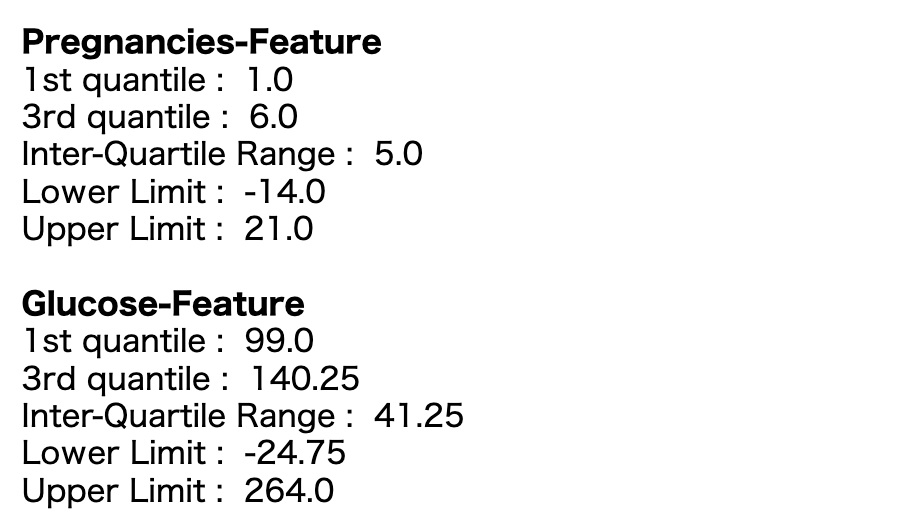 Pregnancies-Feature
1st quantile :  1.0
3rd quantile :  6.0
Inter-Quartile Range :  5.0
Lower Limit :  -14.0
Upper Limit :  21.0
Glucose-Feature
1st quantile :  99.0
3rd quantile :  140.25
Inter-Quartile Range :  41.25
Lower Limit :  -24.75
Upper Limit :  264.0